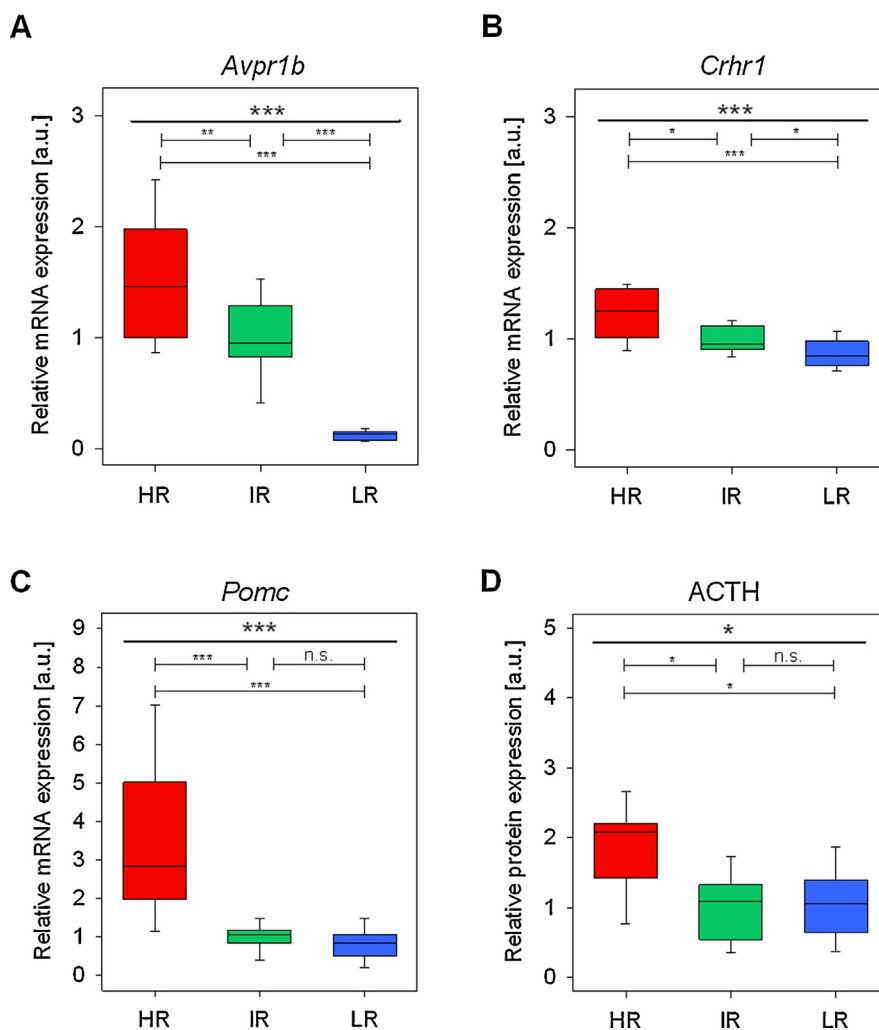 A
Avpr1b
Relative mRNA expression [a.u.]
3
2
1
0
***
** ***
***
HR IR LR
B
Crhr1
Relative mRNA expression [a.u.]
3
2
1
0
***
* *
***
HR IR LR
C
Pomc
Relative mRNA expression [a.u.]
9
8
7
6
5
4
3
2
1
0
***
*** n.s.
***
HR IR LR
D
ACTH
Relative protein expression [a.u.]
5
4
3
2
1
0
*
* n.s.
*
HR IR LR